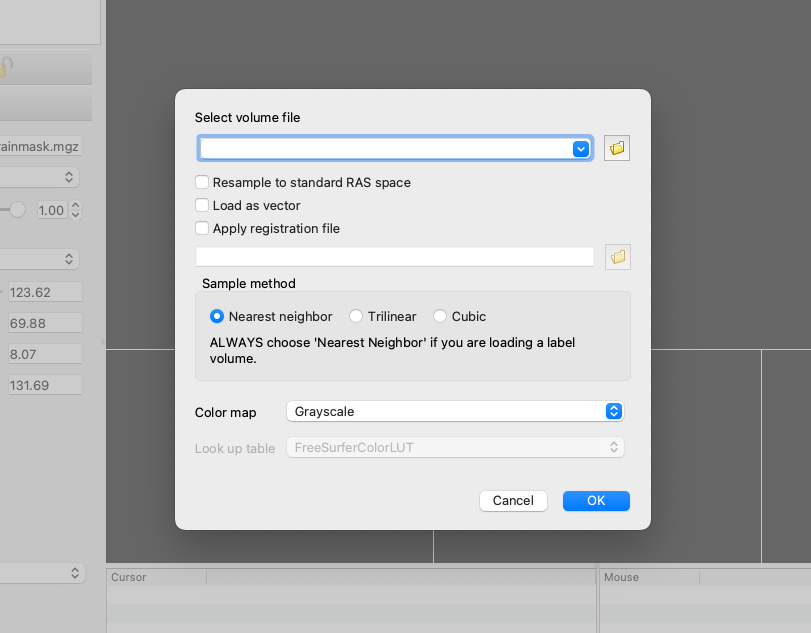 Select volume file
Resample to standard RAS space
Load as vector
Apply registration file
Sample method
Nearest neighbor
Trilinear
Cubic
ALWAYS choose 'Nearest Neighbor' if you are loading a label
volume.
Color map
Grayscale
Look up table
FreeSurferColorLUT
Cancel
OK
ainmask.mgz
1.00
123.62
69.88
8.07
131.69
Cursor
Mouse